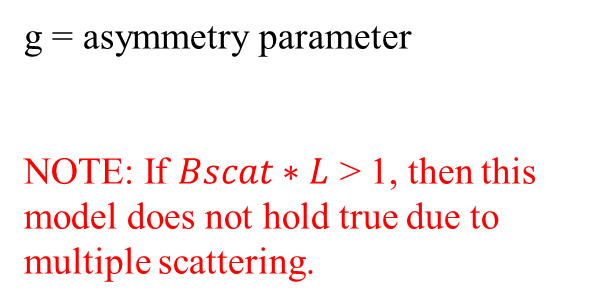 g = asymmetry parameter
NOTE: If Bscat ∗ L > 1, then this
model does not hold true due to
multiple scattering.